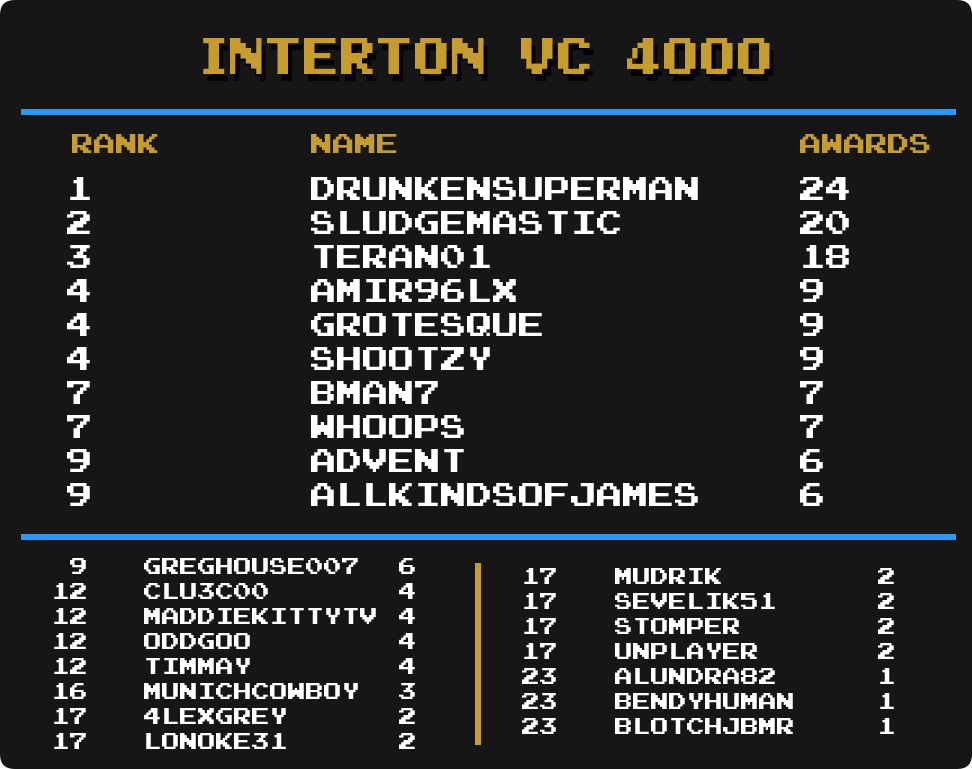 INTERTON VC 4000
RANK NAME AWARDS
1 DRUNKENSUPERMAN 24
2 SLUDGEMASTIC 20
3 TERAN01 18
4 AMIR96LX 9
4 GROTESQUE 9
4 SHOOTZY 9
7 BMAN7 7
7 WHOOPS 7
9 ADVENT 6
9 ALLKINDSOFJAMES 6
9 GREGHOUSE007 6
12 CLU3C00 4
12 MADDIEKITTYTV 4
12 ODDGOO 4
12 TIMMAY 4
16 MUNICHCOWBOY 3
17 4LEXGREY 2
17 LONOKE31 2
17 MUDRIK 2
17 SEVELIK51 2
17 STOMPER 2
17 UNPLAYER 2
23 ALUNDRA82 1
23 BENDYHUMAN 1
23 BLOTCHJBMR 1